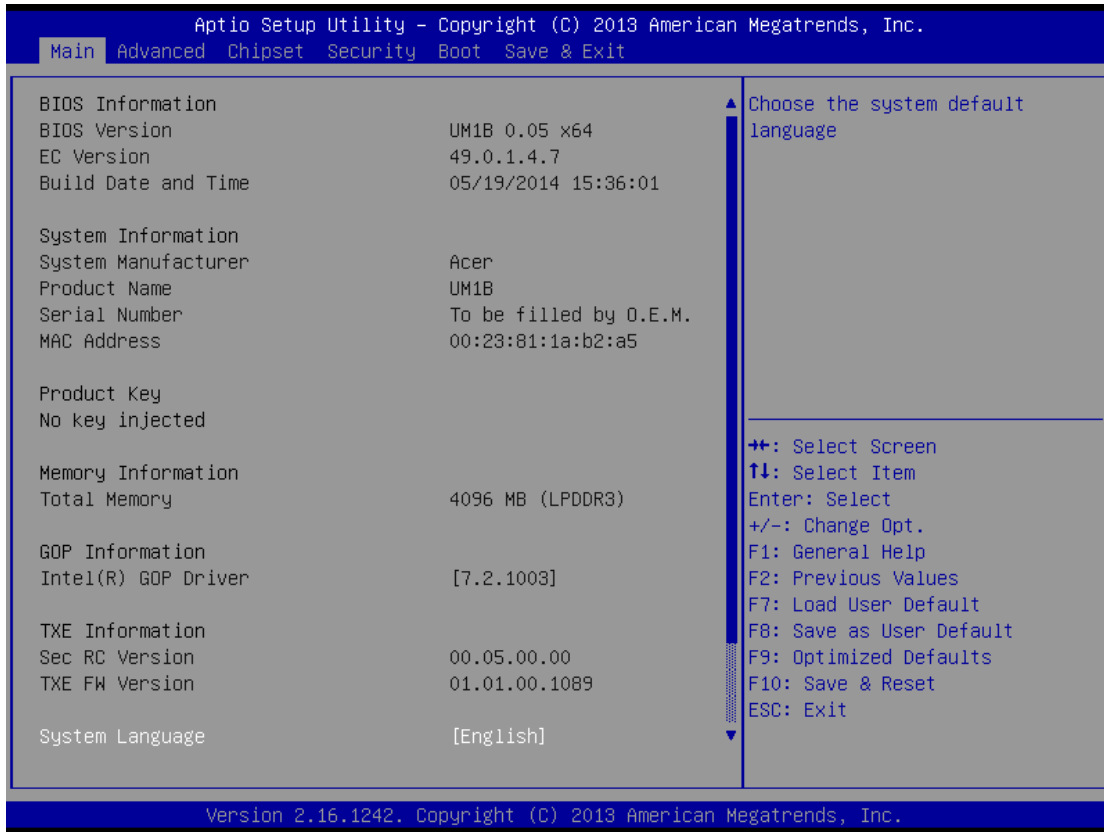 Aptio Setup Utility – Copyright (C) 2013 American Megatrends, Inc.
Main Advanced Chipset Security Boot Save & Exit
BIOS Information
BIOS Version UM1B 0.05 x64
EC Version 49.0.1.4.7
Build Date and Time 05/19/2014 15:36:01
System Information
System Manufacturer Acer
Product Name UM1B
Serial Number To be filled by O.E.M.
MAC Address 00:23:81:1a:b2:a5
Product Key
No key injected
Memory Information
Total Memory 4096 MB (LPDDR3)
GOP Information
Intel(R) GOP Driver [7.2.1003]
TXE Information
Sec RC Version 00.05.00.00
TXE FW Version 01.01.00.1089
System Language [English]
Choose the system default
language
→←: Select Screen
↑↓: Select Item
Enter: Select
+/-: Change Opt.
F1: General Help
F2: Previous Values
F7: Load User Default
F8: Save as User Default
F9: Optimized Defaults
F10: Save & Reset
ESC: Exit
Version 2.16.1242. Copyright (C) 2013 American Megatrends, Inc.